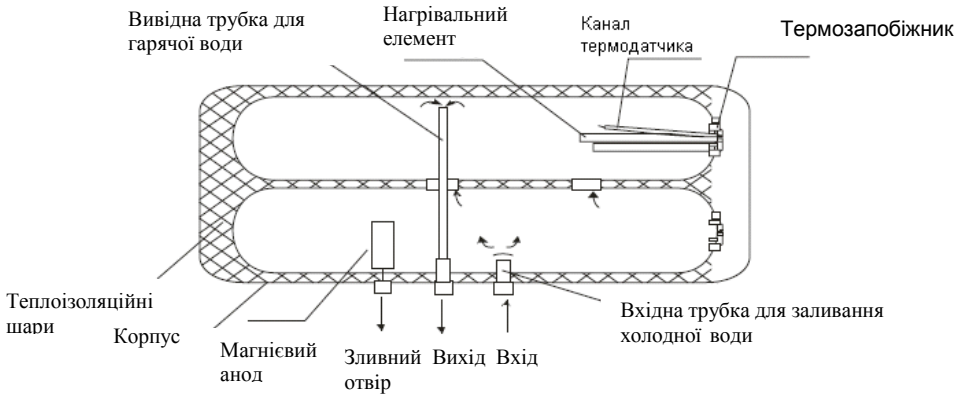 Вивідна трубка для
гарячої води
Нагрівальний
елемент
Канал
термодатчика
Термозапобіжник
Теплоізоляційні
шари
Корпус
Магнієвий
анод
Зливний
отвір
Вихід
Вхід
Вхідна трубка для заливання
холодної води